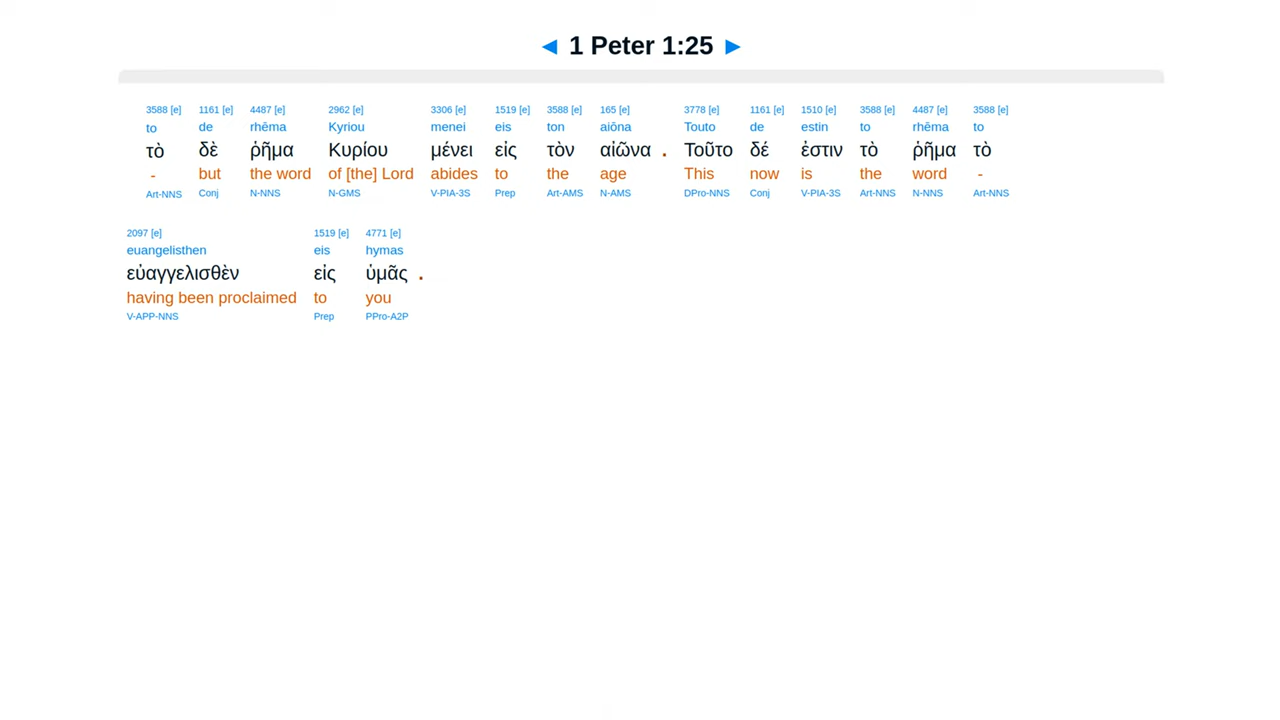 ◄ 1 Peter 1:25 ►
3588 [e] 1161 [e] 4487 [e] 2962 [e] 3306 [e] 1519 [e] 3588 [e] 165 [e] 3778 [e] 1161 [e] 1510 [e] 3588 [e] 4487 [e] 3588 [e]
to de rhēma Kyriou menei eis ton aiōna Touto de estin to rhēma to
τὸ δὲ ῥῆμα Κυρίου μένει εἰς τὸν αἰῶνα . Τοῦτο δέ ἐστιν τὸ ῥῆμα τὸ
- but the word of [the] Lord abides to the age This now is the word -
Art-NNS Conj N-NNS N-GMS V-PIA-3S Prep Art-AMS N-AMS DPro-NNS Conj V-PIA-3S Art-NNS N-NNS Art-NNS
2097 [e] 1519 [e] 4771 [e]
euangelisthen eis hymas
εὐαγγελισθὲν εἰς ὑμᾶς .
having been proclaimed to you
V-APP-NNS Prep PPro-A2P